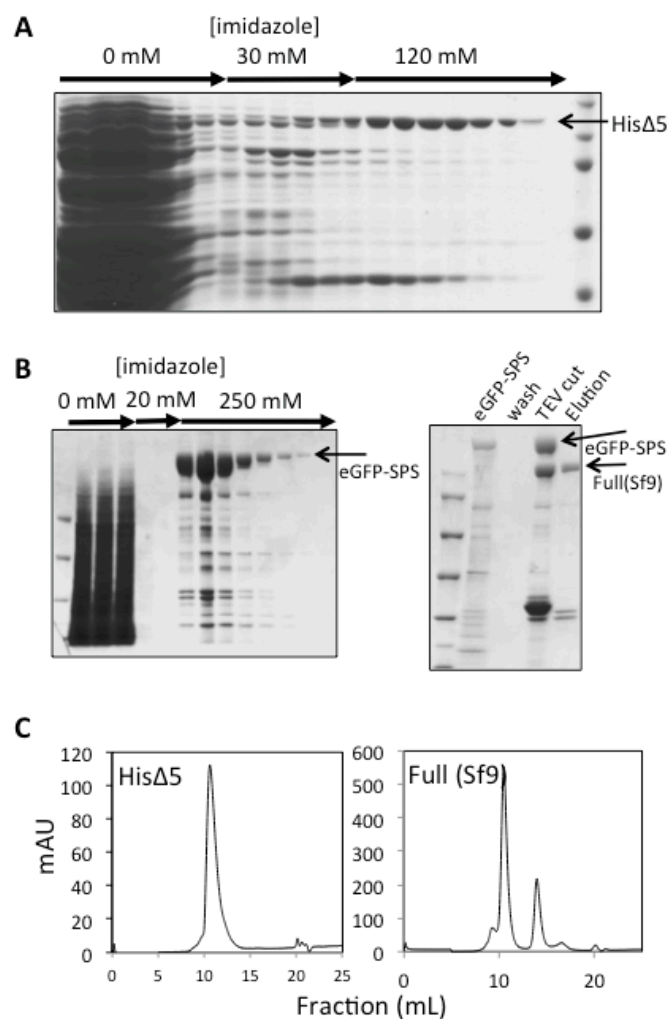 A
[imidazole]
0 mM 30 mM 120 mM
HisΔ5
B
[imidazole]
0 mM 20 mM 250 mM
eGFP-SPS
eGFP-SPS wash TEV cut Elution
eGFP-SPS
Full(Sf9)
C
HisΔ5
120
100
80
60
40
20
0
0 5 10 15 20 25
mAU
Full (Sf9)
600
500
400
300
200
100
0
0 10 20
Fraction (mL)